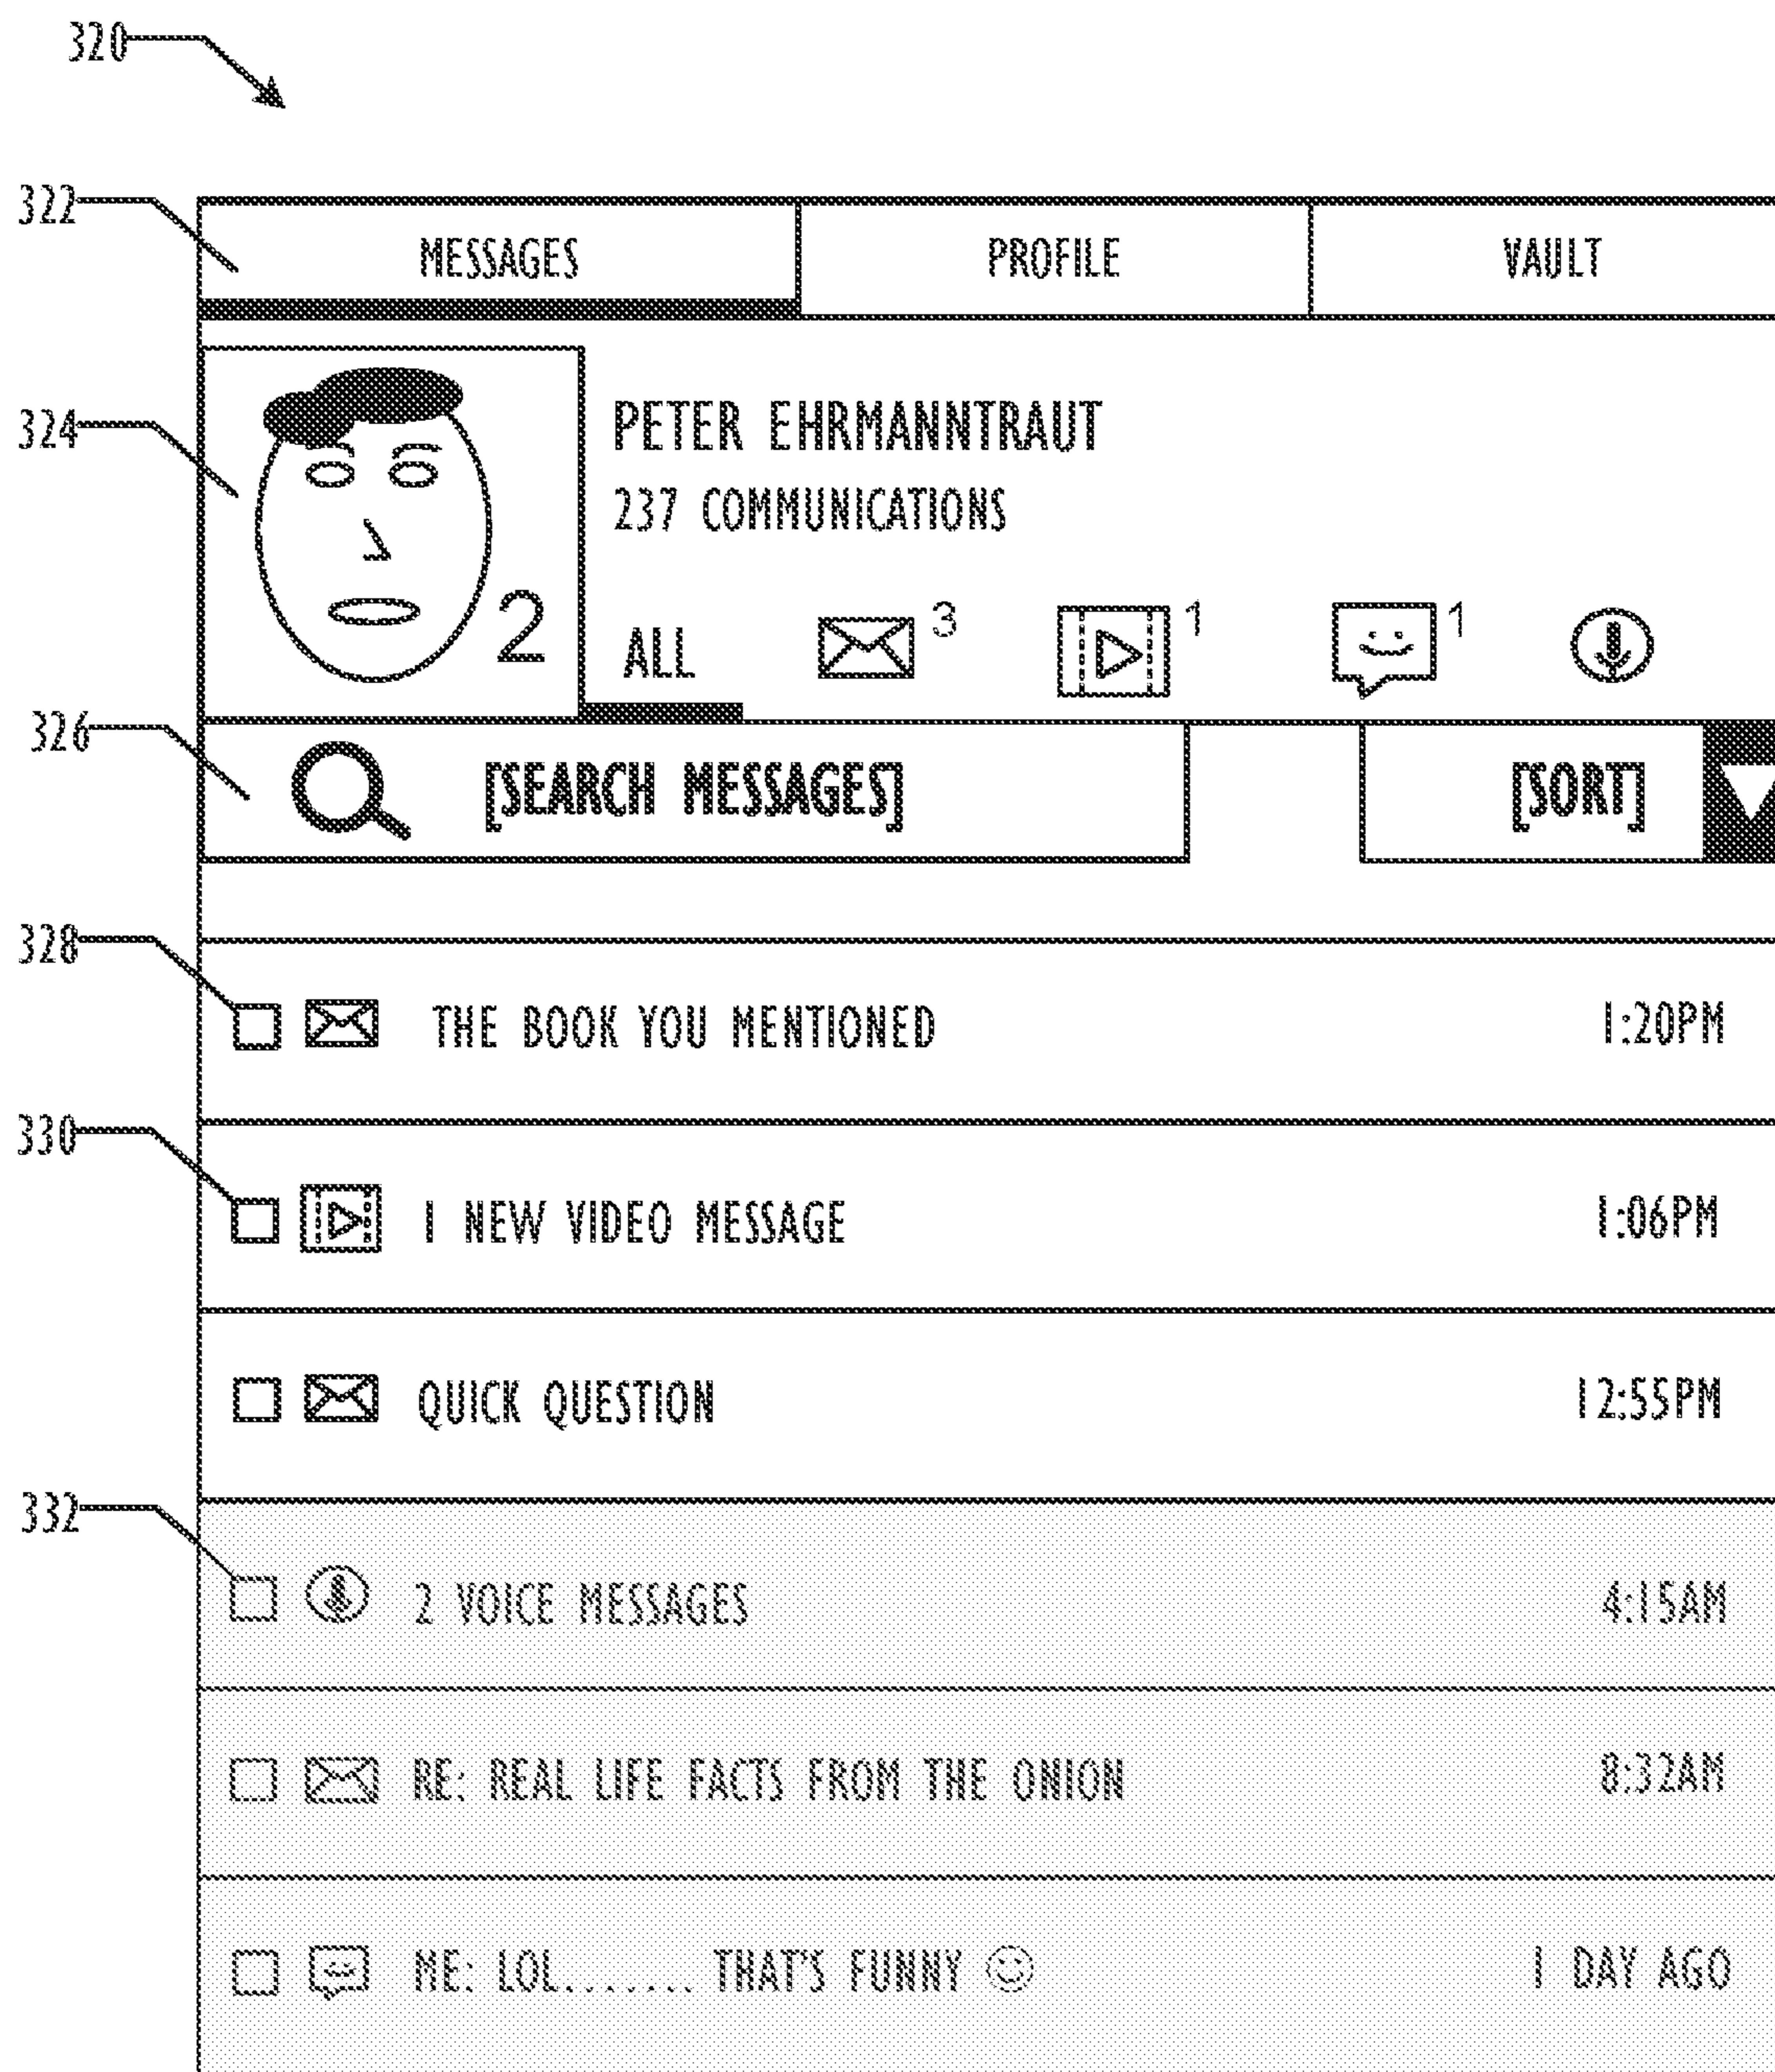 320
322
MESSAGES PROFILE VAULT
324
PETER EHRMANNTRAUT
237 COMMUNICATIONS
2 ALL 3 1 1
326
[SEARCH MESSAGES] [SORT]
328
THE BOOK YOU MENTIONED 1:20PM
330
1 NEW VIDEO MESSAGE 1:06PM
QUICK QUESTION 12:55PM
332
2 VOICE MESSAGES 4:15AM
RE: REAL LIFE FACTS FROM THE ONION 8:32AM
ME: LOL....... THAT'S FUNNY ☺ 1 DAY AGO